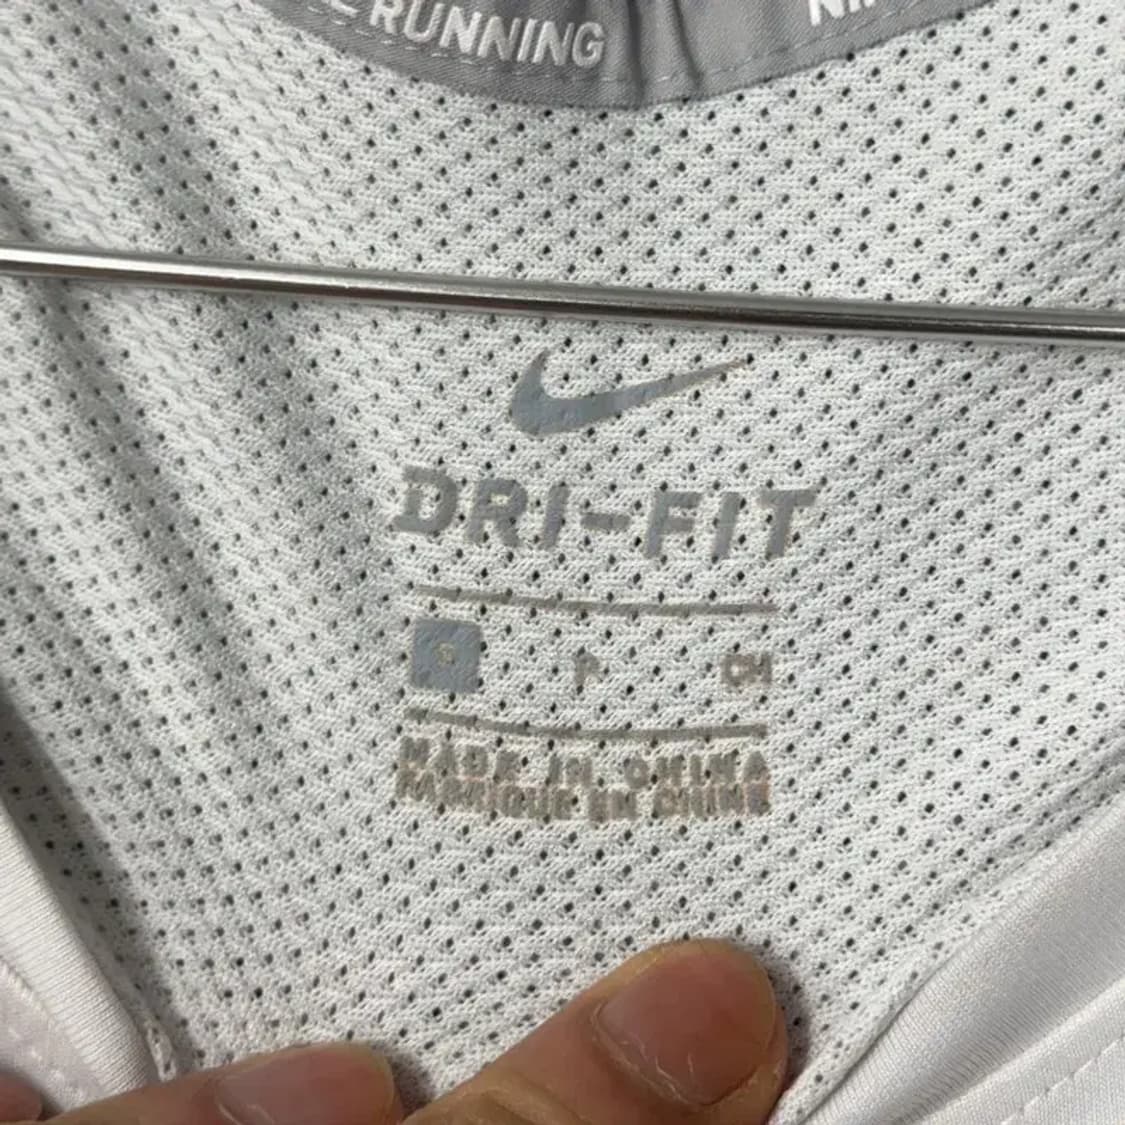 RUNNING
DRI-FIT
S P CH
MADE IN CHINA
FABRIQUE EN CHINE